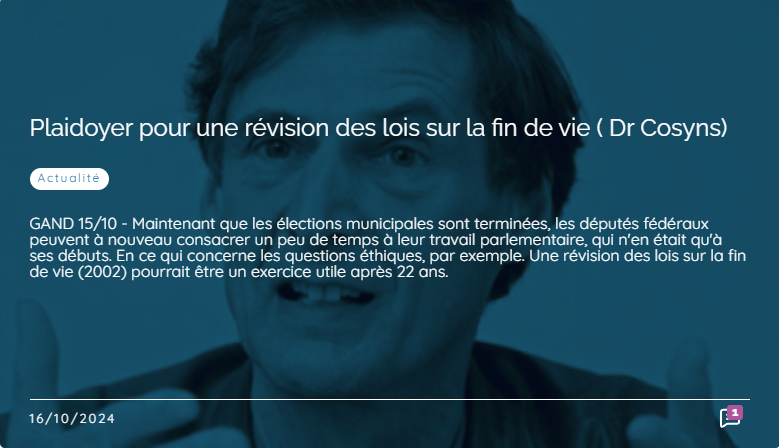 Plaidoyer pour une révision des lois sur la fin de vie ( Dr Cosyns)
Actualité
GAND 15/10 - Maintenant que les élections municipales sont terminées, les députés fédéraux
peuvent à nouveau consacrer un peu de temps à leur travail parlementaire, qui n'en était qu'à
ses débuts. En ce qui concerne les questions éthiques, par exemple. Une révision des lois sur la fin
de vie (2002) pourrait être un exercice utile après 22 ans.
16/10/2024
1